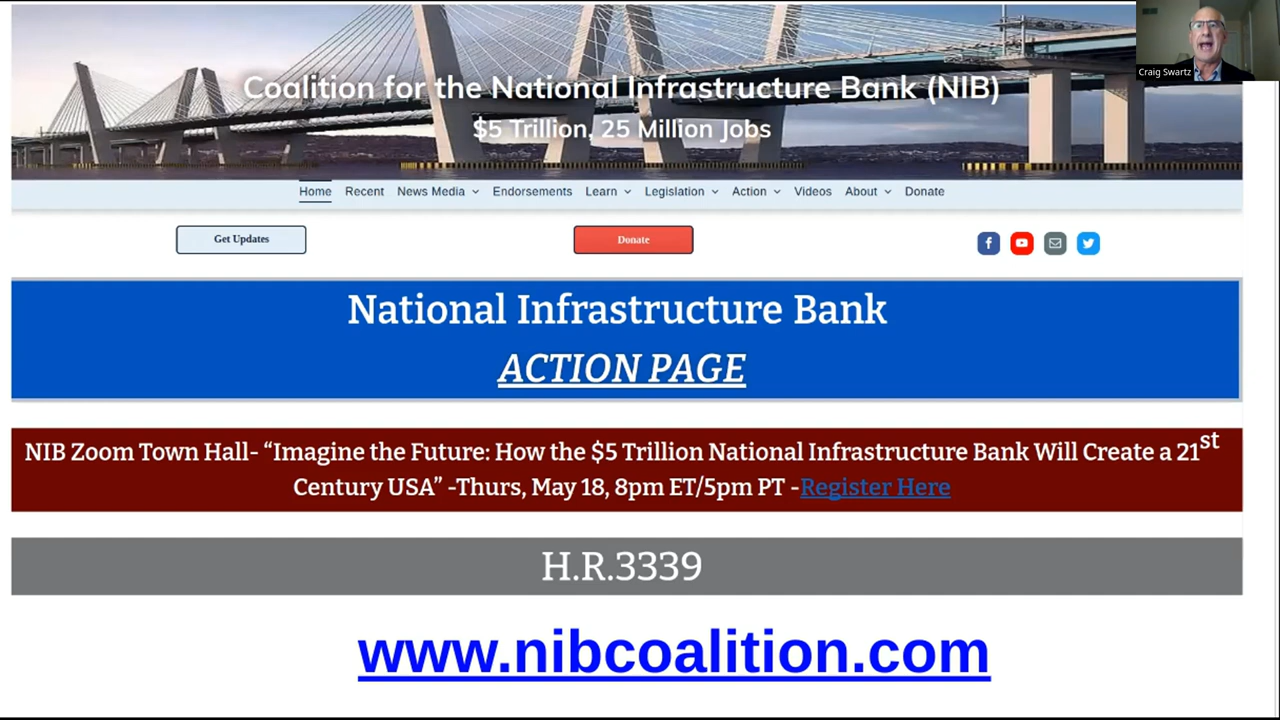 Craig Swartz
Coalition for the National Infrastructure Bank (NIB)
$5 Trillion, 25 Million Jobs
Home Recent News Media Endorsements Learn Legislation Action Videos About Donate
Get Updates
Donate
National Infrastructure Bank
ACTION PAGE
NIB Zoom Town Hall- “Imagine the Future: How the $5 Trillion National Infrastructure Bank Will Create a 21st
Century USA” -Thurs, May 18, 8pm ET/5pm PT -Register Here
H.R.3339
www.nibcoalition.com